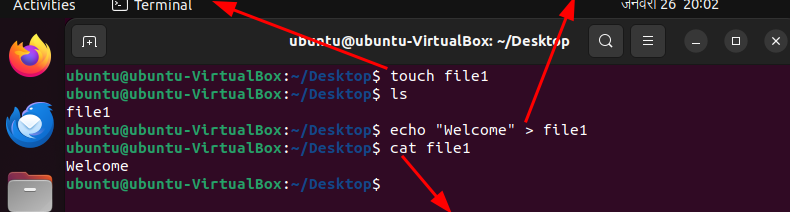 Activities Terminal जनवरी 26 20:02
ubuntu@ubuntu-VirtualBox: ~/Desktop
ubuntu@ubuntu-VirtualBox:~/Desktop$ touch file1
ubuntu@ubuntu-VirtualBox:~/Desktop$ ls
file1
ubuntu@ubuntu-VirtualBox:~/Desktop$ echo "Welcome" > file1
ubuntu@ubuntu-VirtualBox:~/Desktop$ cat file1
Welcome
ubuntu@ubuntu-VirtualBox:~/Desktop$